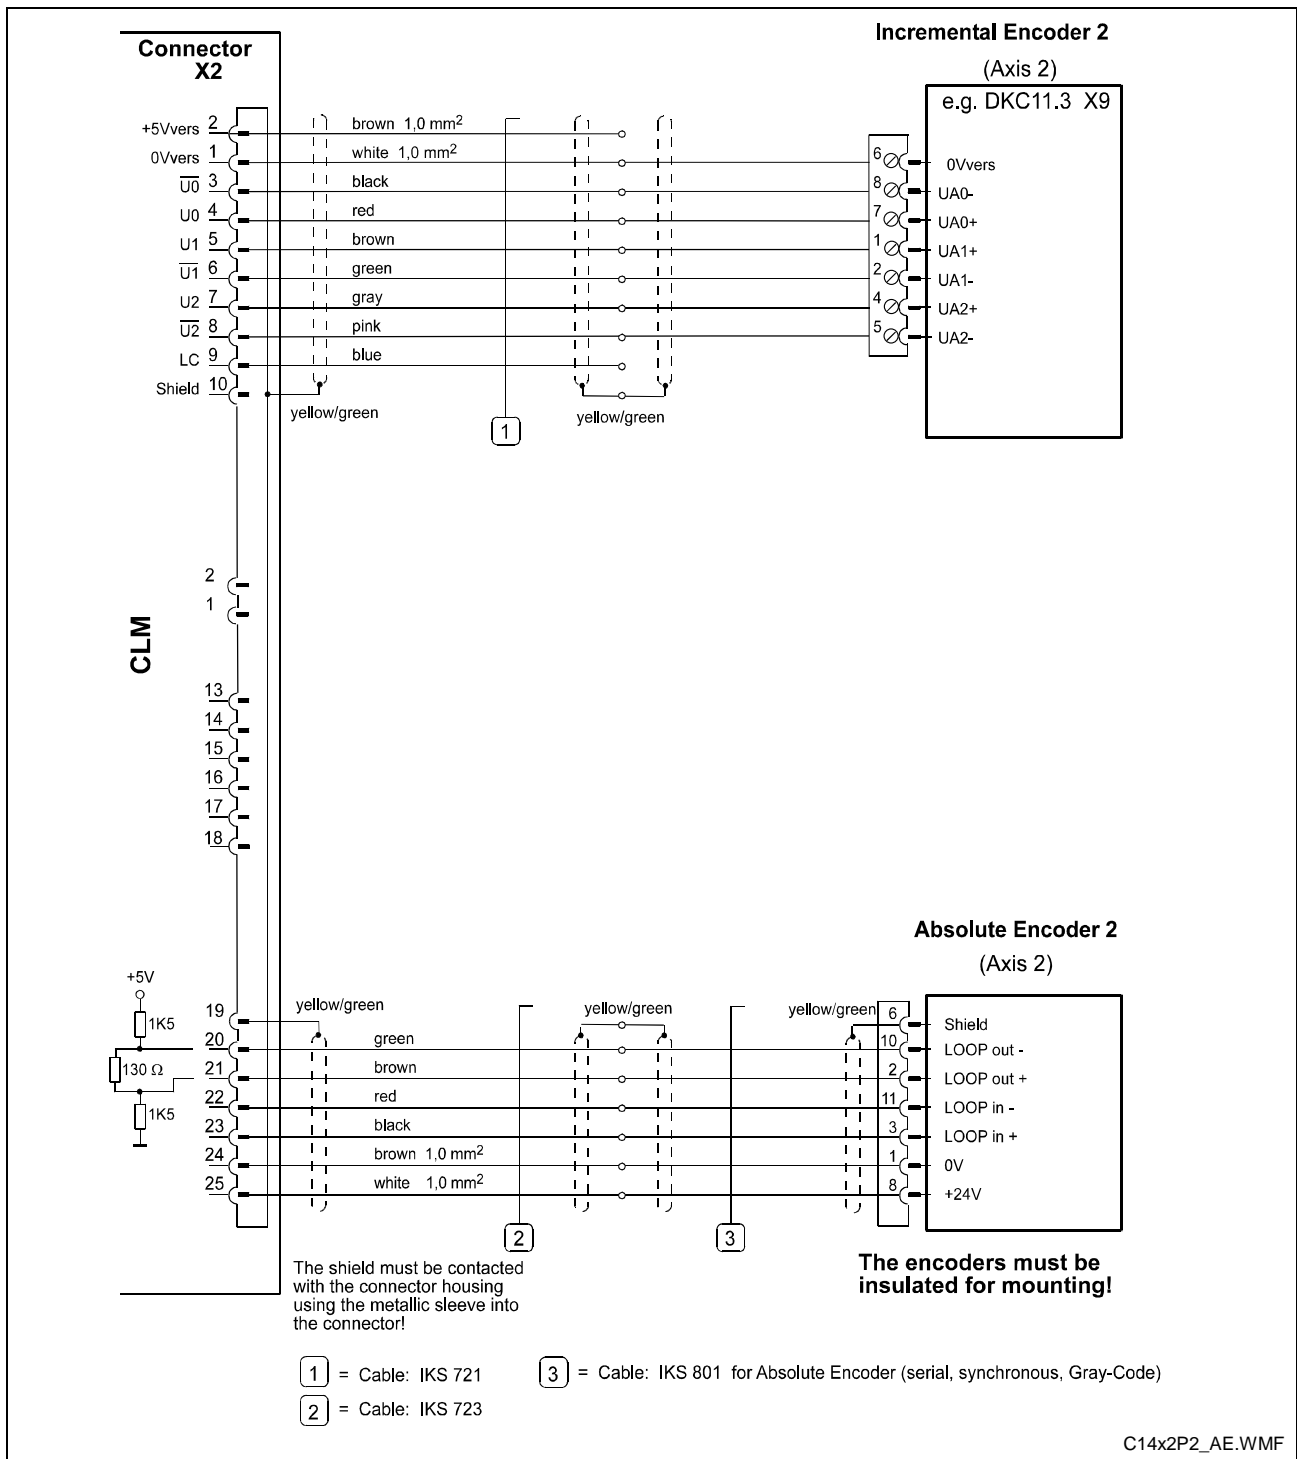 Incremental Encoder 2
(Axis 2)
Connector
X2
e.g. DKC11.3 X9
+5Vvers 2 brown 1,0 mm²
0Vvers 1 white 1,0 mm² 6 0Vvers
U0 3 black 8 UA0-
U0 4 red 7 UA0+
U1 5 brown 1 UA1+
U1 6 green 2 UA1-
U2 7 gray 4 UA2+
U2 8 pink 5 UA2-
LC 9 blue
Shield 10
yellow/green
1
yellow/green
2
1
CLM
13
14
15
16
17
18
Absolute Encoder 2
(Axis 2)
+5V
1K5
130 Ω
1K5
19 yellow/green yellow/green yellow/green 6 Shield
20 green 10 LOOP out -
21 brown 2 LOOP out +
22 red 11 LOOP in -
23 black 3 LOOP in +
24 brown 1,0 mm² 1 0V
25 white 1,0 mm² 8 +24V
2
3
The shield must be contacted
with the connector housing
using the metallic sleeve into
the connector!
The encoders must be
insulated for mounting!
1 = Cable: IKS 721
3 = Cable: IKS 801 for Absolute Encoder (serial, synchronous, Gray-Code)
2 = Cable: IKS 723
C14x2P2_AE.WMF